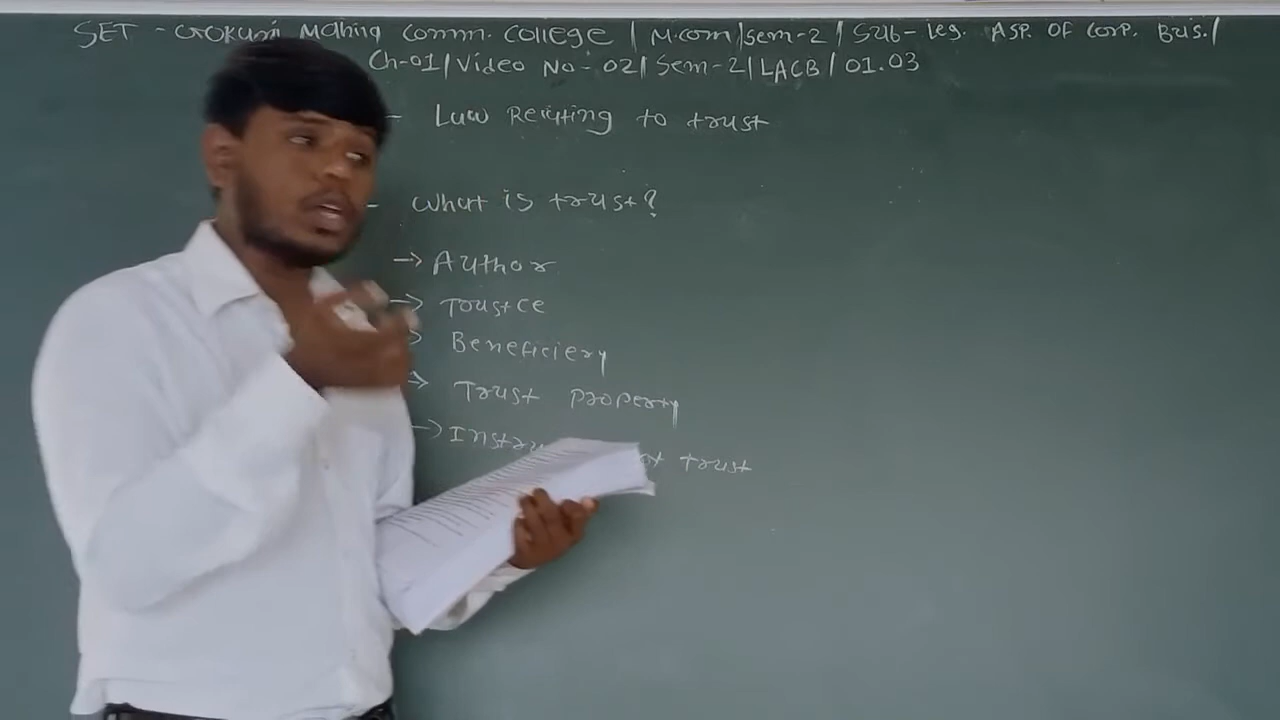 SET - Gokul Mahila Comm. College / M.com/sem-2 / Sub- Leg. ASP. OF Corp. Bus./
Ch-01/Video No- 02/ Sem-2/LACB/01.03
- Law Relating to trust
- What is trust?
→ Author
→ Trustee
→ Beneficiery
→ Trust property
→ trust